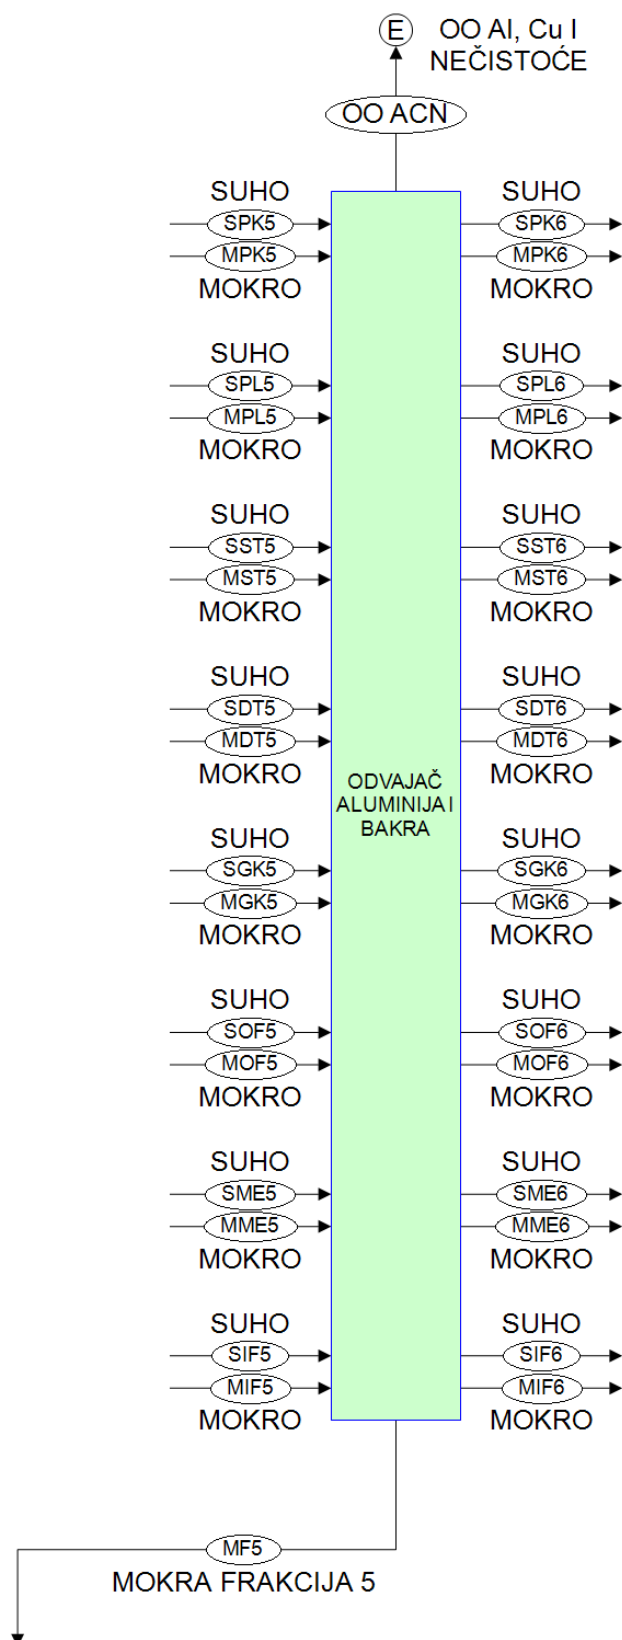 E
OO Al, Cu I
NEČISTOĆE
OO ACN
SUHO SUHO
SPK5 SPK6
MPK5 MPK6
MOKRO MOKRO
SUHO SUHO
SPL5 SPL6
MPL5 MPL6
MOKRO MOKRO
SUHO SUHO
SST5 SST6
MST5 MST6
MOKRO MOKRO
SUHO SUHO
SDT5 SDT6
MDT5 MDT6
MOKRO MOKRO
ODVAJAČ
ALUMINIJA I
BAKRA
SUHO SUHO
SGK5 SGK6
MGK5 MGK6
MOKRO MOKRO
SUHO SUHO
SOF5 SOF6
MOF5 MOF6
MOKRO MOKRO
SUHO SUHO
SME5 SME6
MME5 MME6
MOKRO MOKRO
SUHO SUHO
SIF5 SIF6
MIF5 MIF6
MOKRO MOKRO
MF5
MOKRA FRAKCIJA 5